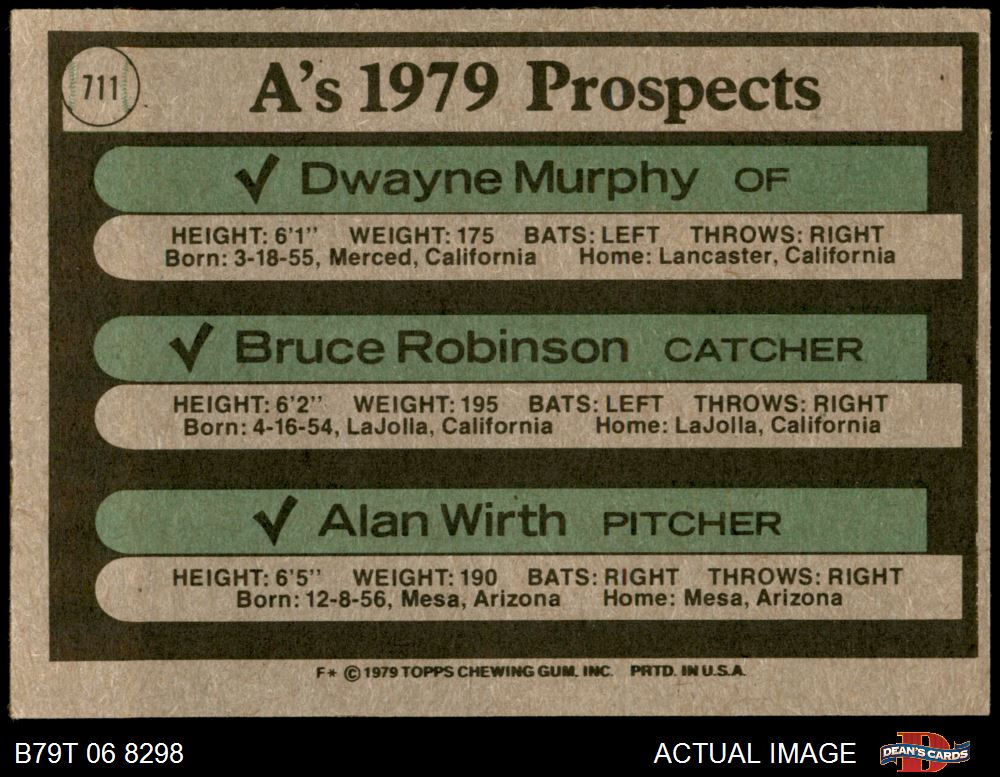 711
A's 1979 Prospects
✓ Dwayne Murphy OF
HEIGHT: 6'1" WEIGHT: 175 BATS: LEFT THROWS: RIGHT
Born: 3-18-55, Merced, California Home: Lancaster, California
✓ Bruce Robinson CATCHER
HEIGHT: 6'2" WEIGHT: 195 BATS: LEFT THROWS: RIGHT
Born: 4-16-54, LaJolla, California Home: LaJolla, California
✓ Alan Wirth PITCHER
HEIGHT: 6'5" WEIGHT: 190 BATS: RIGHT THROWS: RIGHT
Born: 12-8-56, Mesa, Arizona Home: Mesa, Arizona
F* © 1979 TOPPS CHEWING GUM, INC. PRTD. IN U.S.A.
B79T 06 8298 ACTUAL IMAGE D DEAN'S CARDS